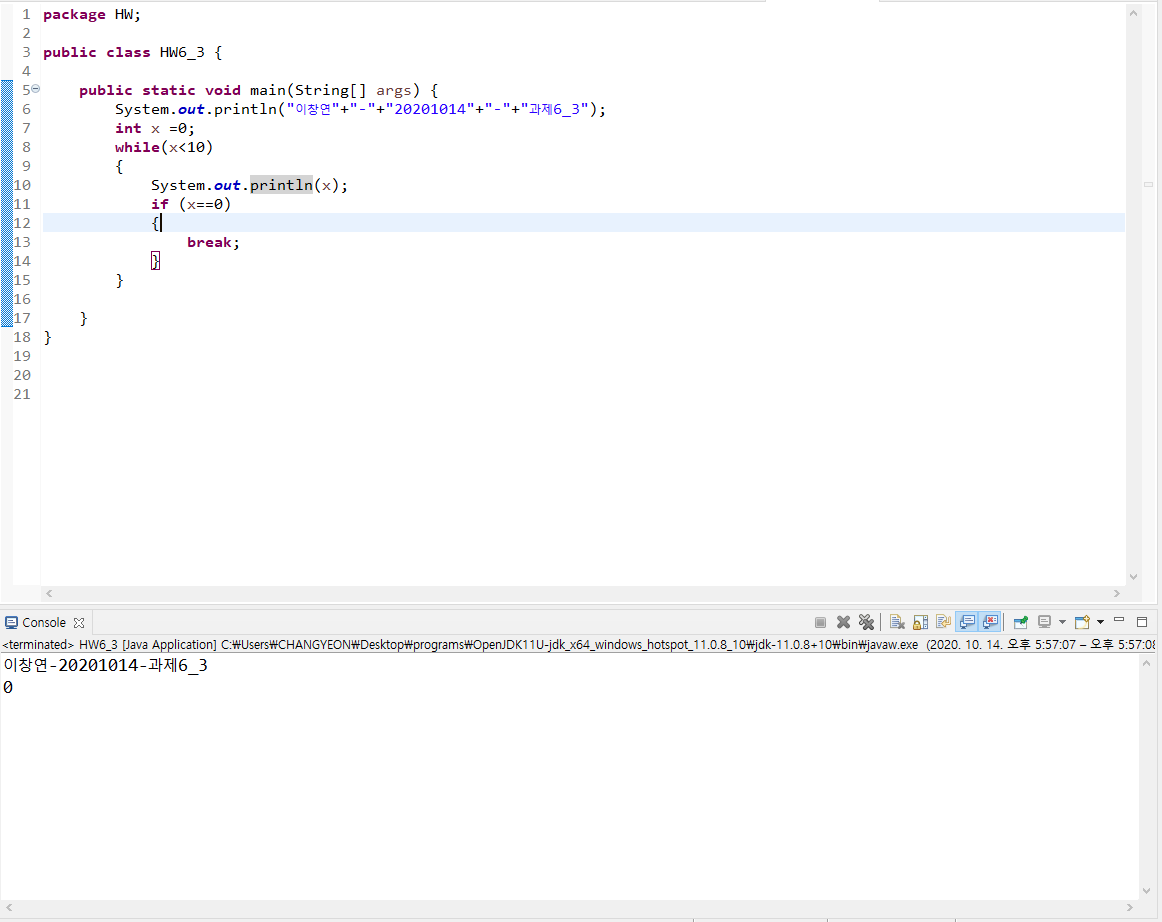 1 package HW;
2
3 public class HW6_3 {
4
5 public static void main(String[] args) {
6 System.out.println("이창연"+"-"+"20201014"+"-"+"과제6_3");
7 int x =0;
8 while(x<10)
9 {
10 System.out.println(x);
11 if (x==0)
12 {
13 break;
14 }
15 }
16
17 }
18 }
19
20
21
Console
<terminated> HW6_3 [Java Application] C:₩Users₩CHANGYEON₩Desktop₩programs₩OpenJDK11U-jdk_x64_windows_hotspot_11.0.8_10₩jdk-11.0.8+10₩bin₩javaw.exe (2020. 10. 14. 오후 5:57:07 – 오후 5:57:08
이창연-20201014-과제6_3
0